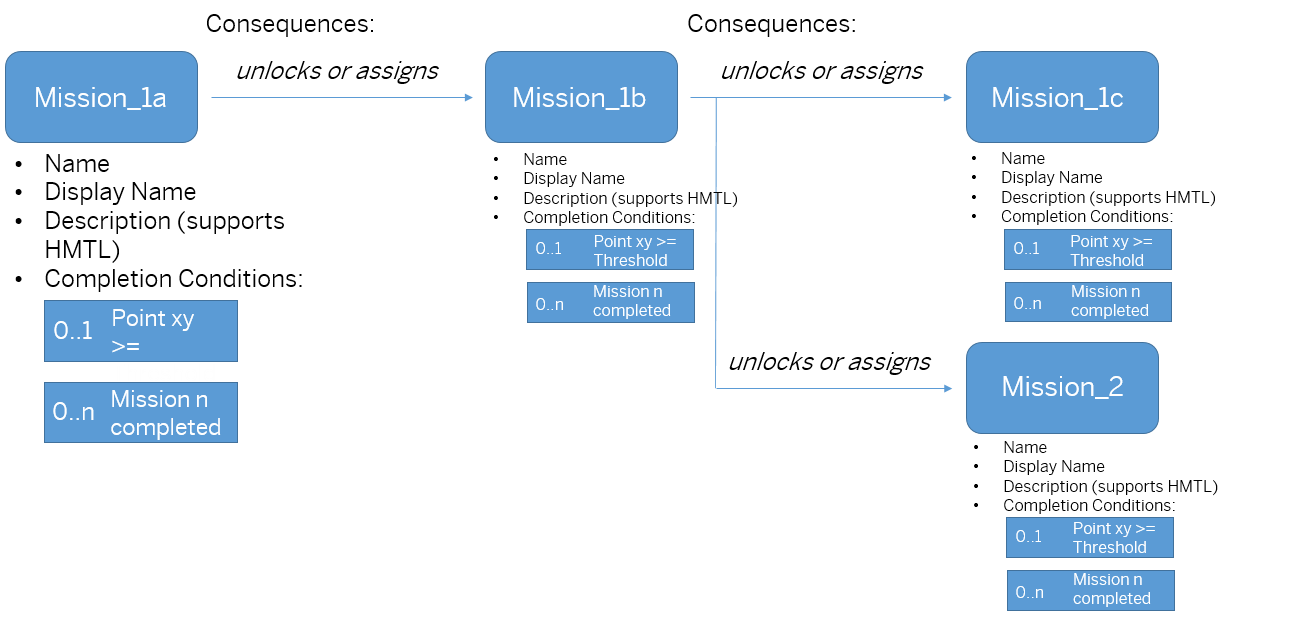 Consequences:
Consequences:
unlocks or assigns
unlocks or assigns
Mission_1a
Mission_1b
Mission_1c
• Name
• Display Name
• Description (supports
HMTL)
• Completion Conditions:
0..1 Point xy
>=
0..n Mission n
completed
• Name
• Display Name
• Description (supports HMTL)
• Completion Conditions:
0..1 Point xy >=
Threshold
0..n Mission n
completed
• Name
• Display Name
• Description (supports HMTL)
• Completion Conditions:
0..1 Point xy >=
Threshold
0..n Mission n
completed
unlocks or assigns
Mission_2
• Name
• Display Name
• Description (supports HMTL)
• Completion Conditions:
0..1 Point xy >=
Threshold
0..n Mission n
completed